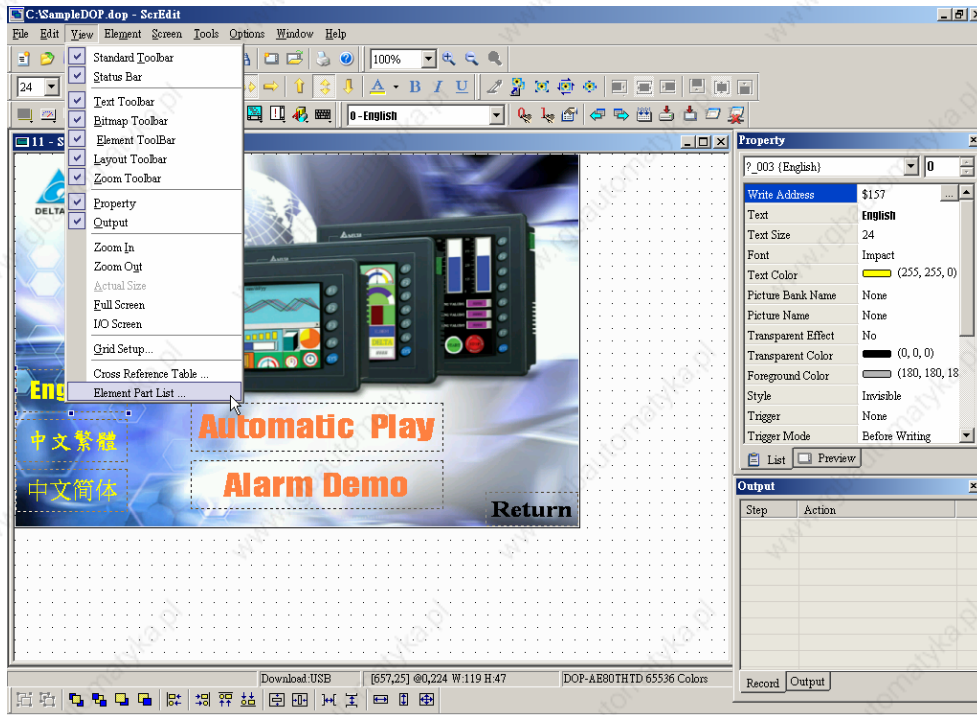 C:\SampleDOP.dop - ScrEdit
File Edit View Element Screen Tools Options Window Help
100%
24
0 - English
Standard Toolbar
Status Bar
Text Toolbar
Bitmap Toolbar
Element ToolBar
Layout Toolbar
Zoom Toolbar
Property
Output
Zoom In
Zoom Out
Actual Size
Full Screen
I/O Screen
Grid Setup...
Cross Reference Table ...
Element Part List ...
11 - S
DELTA
Eng
中文繁體
中文简体
Automatic Play
Alarm Demo
Return
Property
?_003 {English} 0
Write Address $157 ...
Text English
Text Size 24
Font Impact
Text Color (255, 255, 0)
Picture Bank Name None
Picture Name None
Transparent Effect No
Transparent Color (0, 0, 0)
Foreground Color (180, 180, 18
Style Invisible
Trigger None
Trigger Mode Before Writing
List Preview
Output
Step Action
Record Output
Download:USB [657,25] @0,224 W:119 H:47 DOP-AE80THTD 65536 Colors
www.rgbautomatyka.pl